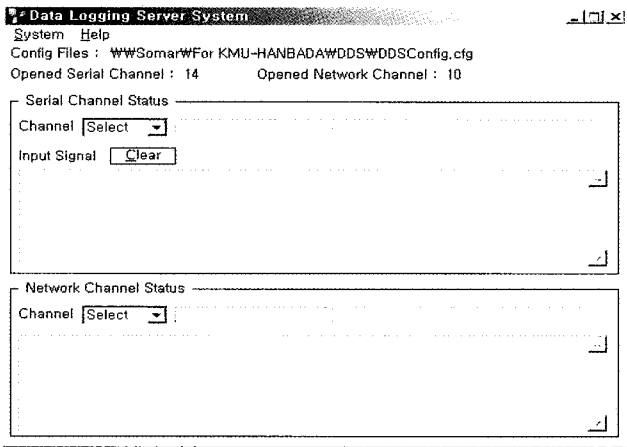 Data Logging Server System
System Help
Config Files : ₩₩Somar₩For KMU-HANBADA₩DDS₩DDSConfig.cfg
Opened Serial Channel : 14 Opened Network Channel : 10
Serial Channel Status
Channel Select
Input Signal Clear
Network Channel Status
Channel Select